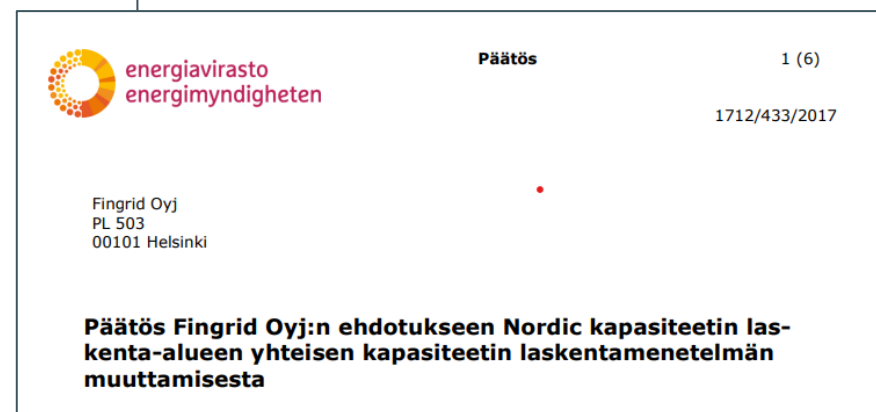 energiavirasto
energimyndigheten
Päätös
1 (6)
1712/433/2017
Fingrid Oyj
PL 503
00101 Helsinki
Päätös Fingrid Oyj:n ehdotukseen Nordic kapasiteetin las-
kenta-alueen yhteisen kapasiteetin laskentamenetelmän
muuttamisesta